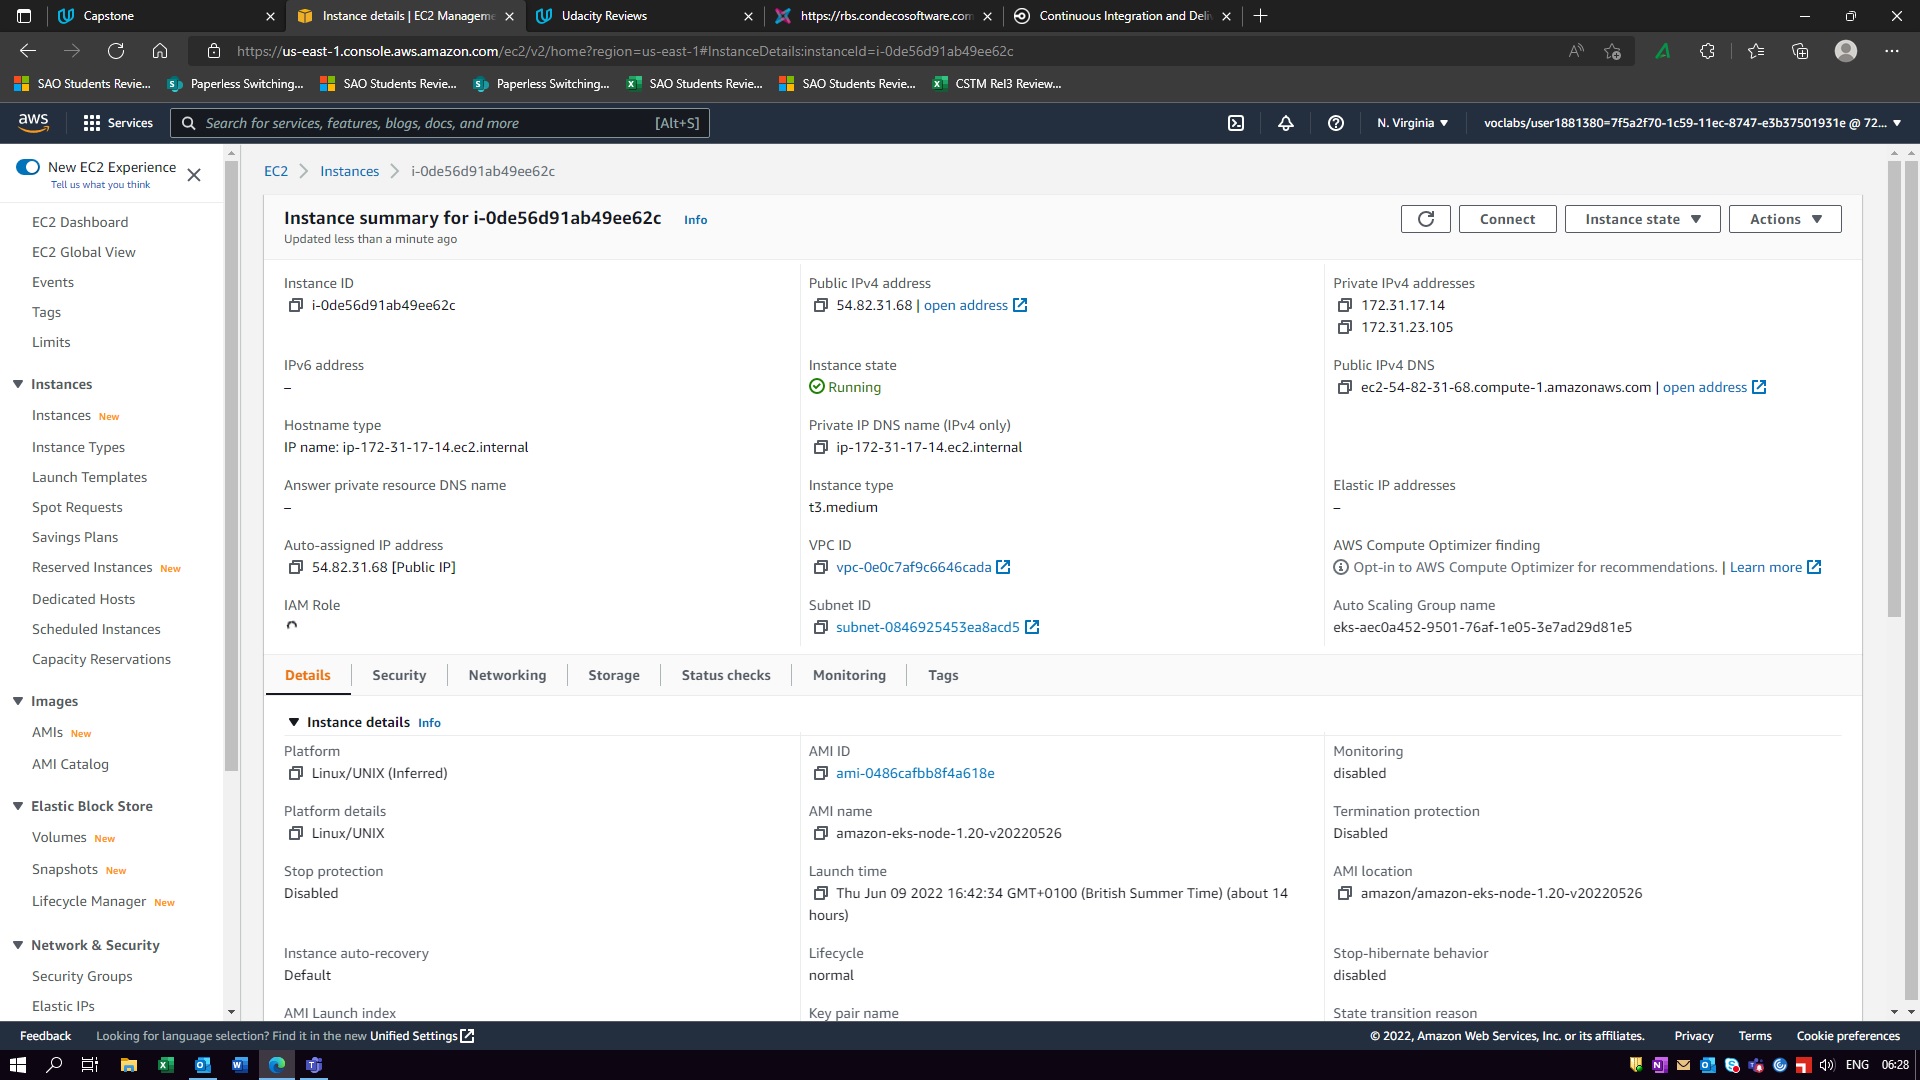 Capstone
Instance details | EC2 Manageme
Udacity Reviews
https://rbs.condecosoftware.com
Continuous Integration and Deli
https://us-east-1.console.aws.amazon.com/ec2/v2/home?region=us-east-1#InstanceDetails:instanceId=i-0de56d91ab49ee62c
SAO Students Revie...
Paperless Switching...
SAO Students Revie...
Paperless Switching...
SAO Students Revie...
SAO Students Revie...
CSTM Rel3 Review...
aws
Services
Search for services, features, blogs, docs, and more
[Alt+S]
N. Virginia
voclabs/user1881380=7f5a2f70-1c59-11ec-8747-e3b37501931e @ 72...
New EC2 Experience
Tell us what you think
EC2 Dashboard
EC2 Global View
Events
Tags
Limits
Instances
Instances New
Instance Types
Launch Templates
Spot Requests
Savings Plans
Reserved Instances New
Dedicated Hosts
Scheduled Instances
Capacity Reservations
Images
AMIs New
AMI Catalog
Elastic Block Store
Volumes New
Snapshots New
Lifecycle Manager New
Network & Security
Security Groups
Elastic IPs
EC2
Instances
i-0de56d91ab49ee62c
Instance summary for i-0de56d91ab49ee62c Info
Updated less than a minute ago
Connect
Instance state
Actions
Instance ID
i-0de56d91ab49ee62c
Public IPv4 address
54.82.31.68 | open address
Private IPv4 addresses
172.31.17.14
172.31.23.105
IPv6 address
–
Instance state
Running
Public IPv4 DNS
ec2-54-82-31-68.compute-1.amazonaws.com | open address
Hostname type
IP name: ip-172-31-17-14.ec2.internal
Private IP DNS name (IPv4 only)
ip-172-31-17-14.ec2.internal
Answer private resource DNS name
–
Instance type
t3.medium
Elastic IP addresses
–
Auto-assigned IP address
54.82.31.68 [Public IP]
VPC ID
vpc-0e0c7af9c6646cada
AWS Compute Optimizer finding
Opt-in to AWS Compute Optimizer for recommendations. | Learn more
IAM Role
Subnet ID
subnet-0846925453ea8acd5
Auto Scaling Group name
eks-aec0a452-9501-76af-1e05-3e7ad29d81e5
Details
Security
Networking
Storage
Status checks
Monitoring
Tags
Instance details Info
Platform
Linux/UNIX (Inferred)
AMI ID
ami-0486cafbb8f4a618e
Monitoring
disabled
Platform details
Linux/UNIX
AMI name
amazon-eks-node-1.20-v20220526
Termination protection
Disabled
Stop protection
Disabled
Launch time
Thu Jun 09 2022 16:42:34 GMT+0100 (British Summer Time) (about 14
hours)
AMI location
amazon/amazon-eks-node-1.20-v20220526
Instance auto-recovery
Default
Lifecycle
normal
Stop-hibernate behavior
disabled
AMI Launch index
Key pair name
State transition reason
Feedback
Looking for language selection? Find it in the new Unified Settings
© 2022, Amazon Web Services, Inc. or its affiliates.
Privacy
Terms
Cookie preferences
ENG
06:28